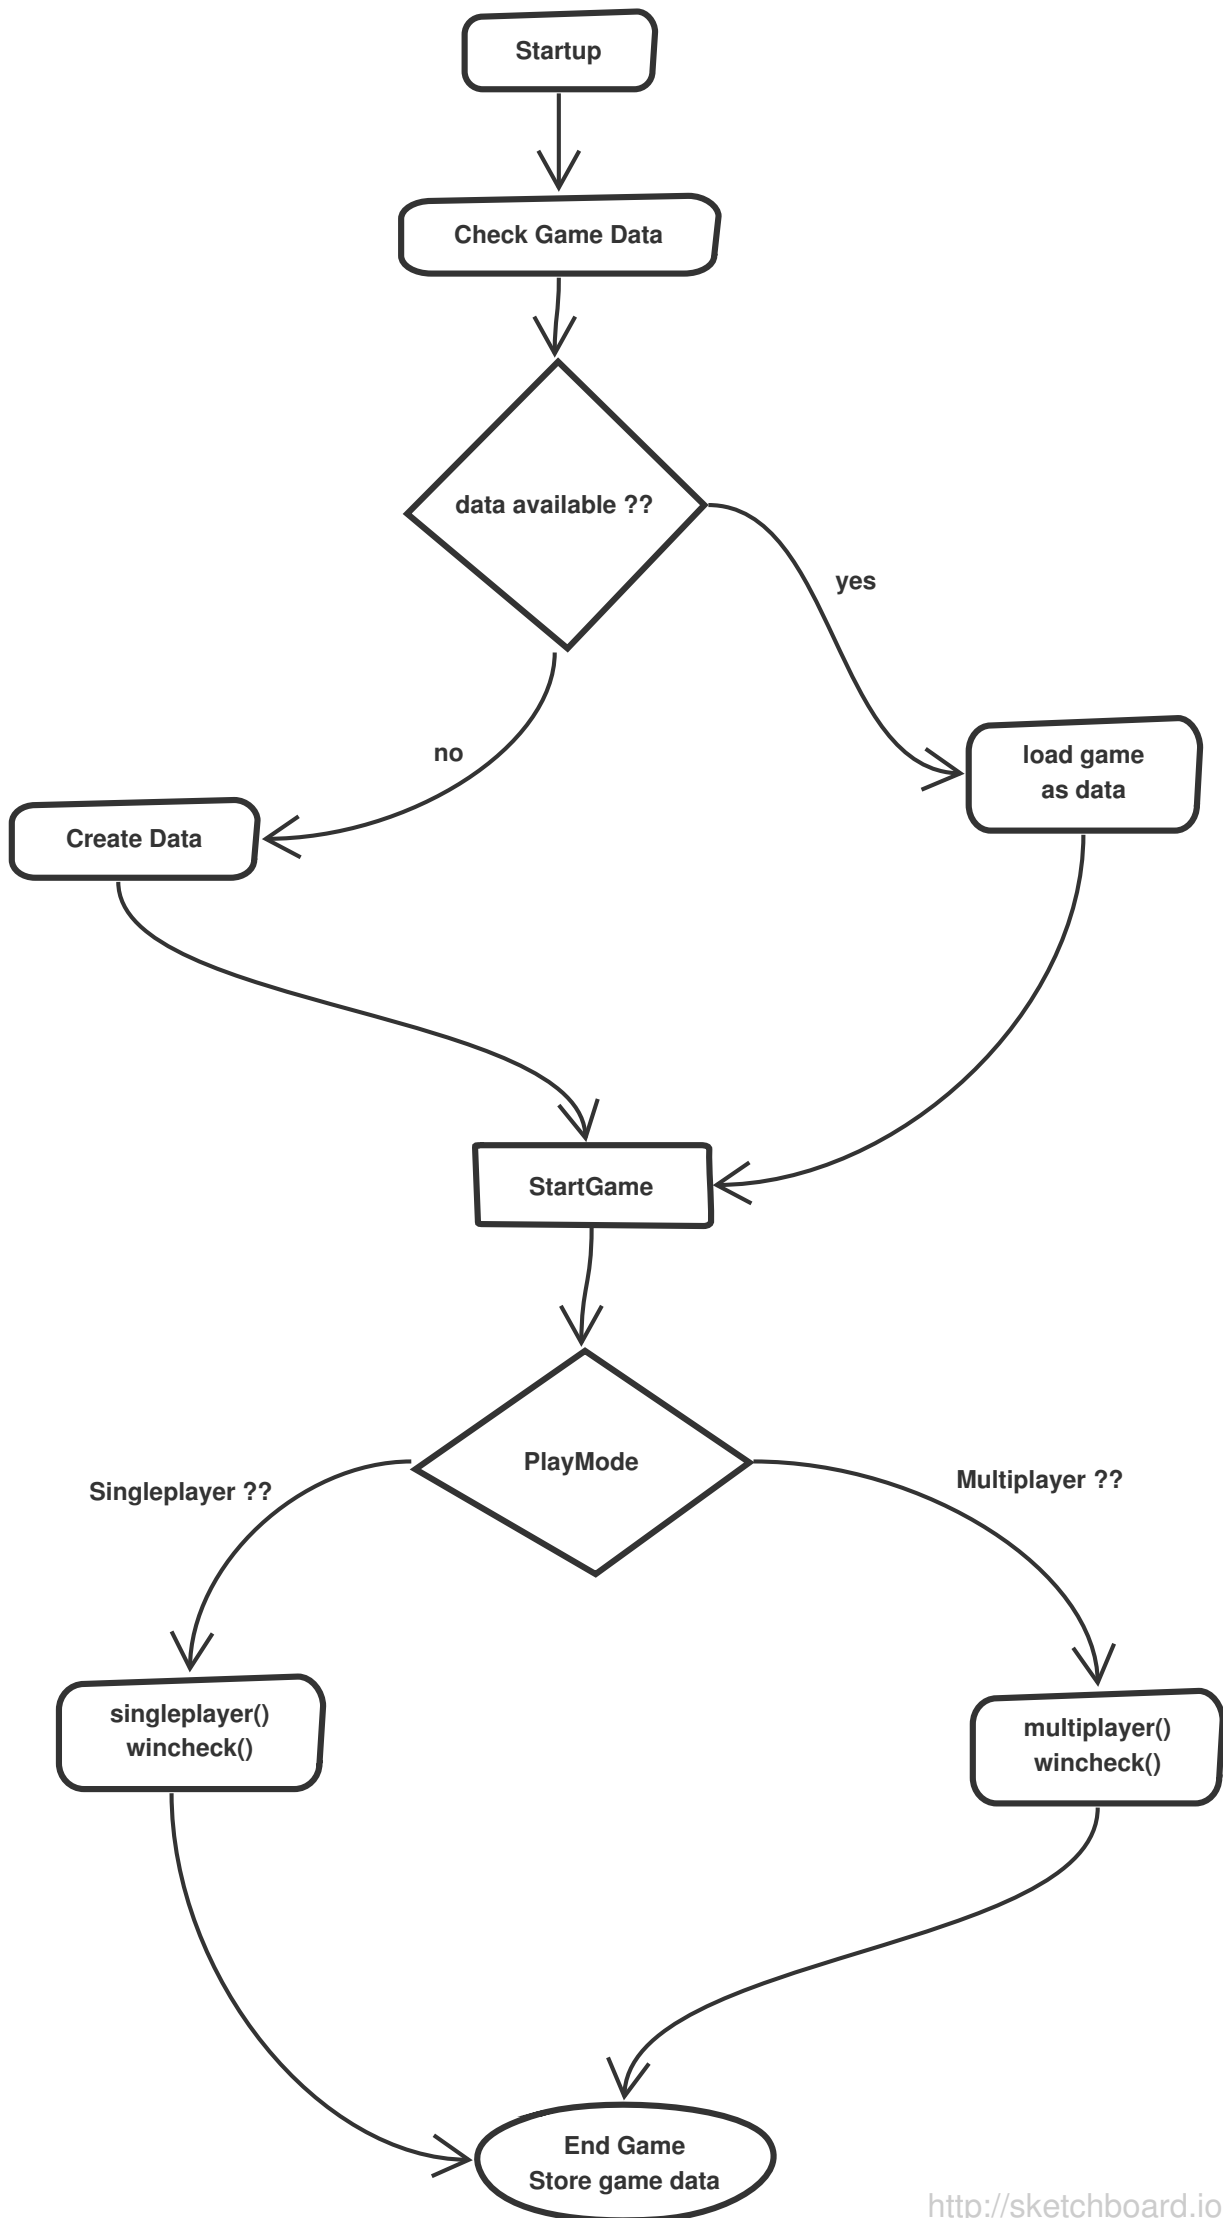 Startup
Check Game Data
data available ??
yes
no
load game
as data
Create Data
StartGame
PlayMode
Singleplayer ??
Multiplayer ??
singleplayer()
wincheck()
multiplayer()
wincheck()
End Game
Store game data
http://sketchboard.io